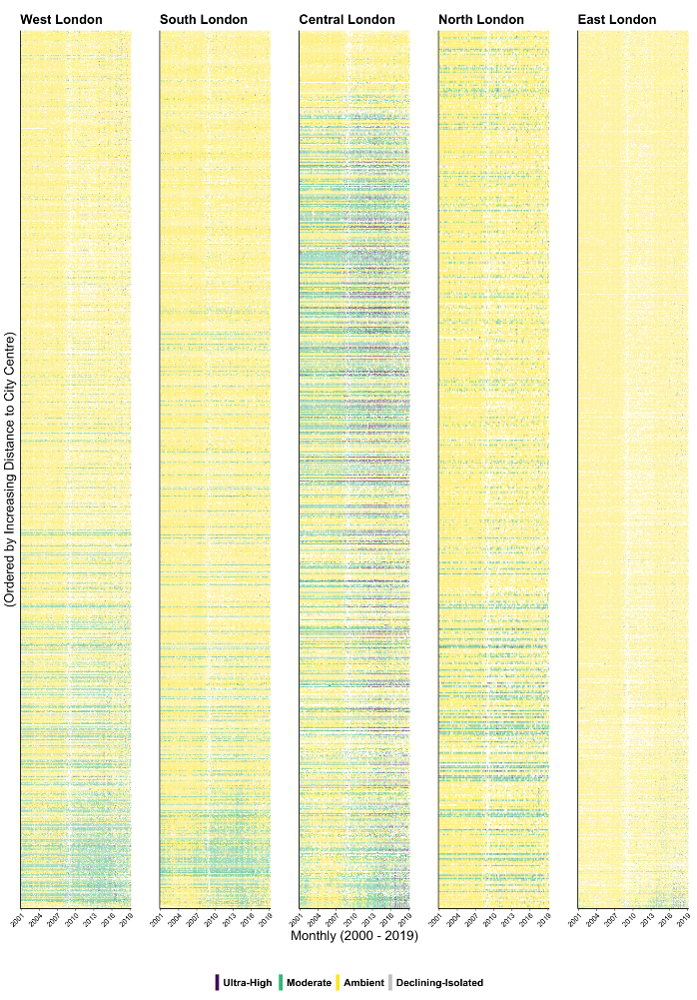 West London
South London
Central London
North London
East London
(Ordered by Increasing Distance to City Centre)
2001 2004 2007 2010 2013 2016 2019
2001 2004 2007 2010 2013 2016 2019
2001 2004 2007 2010 2013 2016 2019
2001 2004 2007 2010 2013 2016 2019
2001 2004 2007 2010 2013 2016 2019
Monthly (2000 - 2019)
Ultra-High Moderate Ambient Declining-Isolated